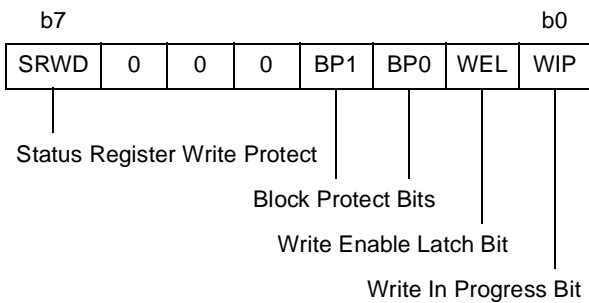 b7 b0
SRWD 0 0 0 BP1 BP0 WEL WIP
Status Register Write Protect
Block Protect Bits
Write Enable Latch Bit
Write In Progress Bit